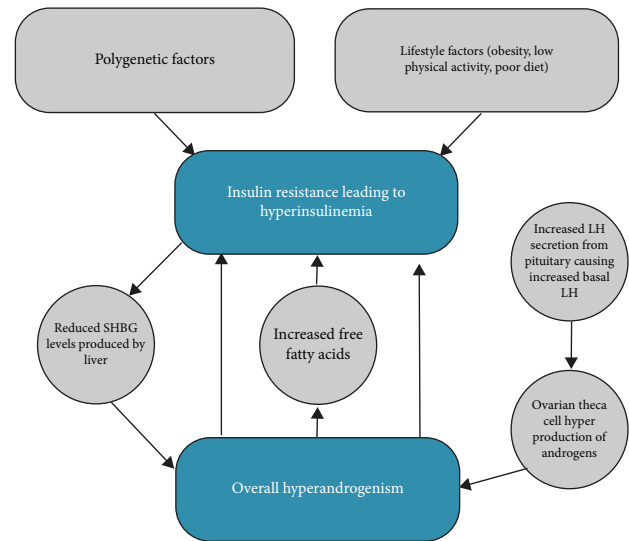 Polygenetic factors
Lifestyle factors (obesity, low
physical activity, poor diet)
Insulin resistance leading to
hyperinsulinemia
Increased LH
secretion from
pituitary causing
increased basal
LH
Reduced SHBG
levels produced by
liver
Increased free
fatty acids
Ovarian theca
cell hyper
production of
androgens
Overall hyperandrogenism